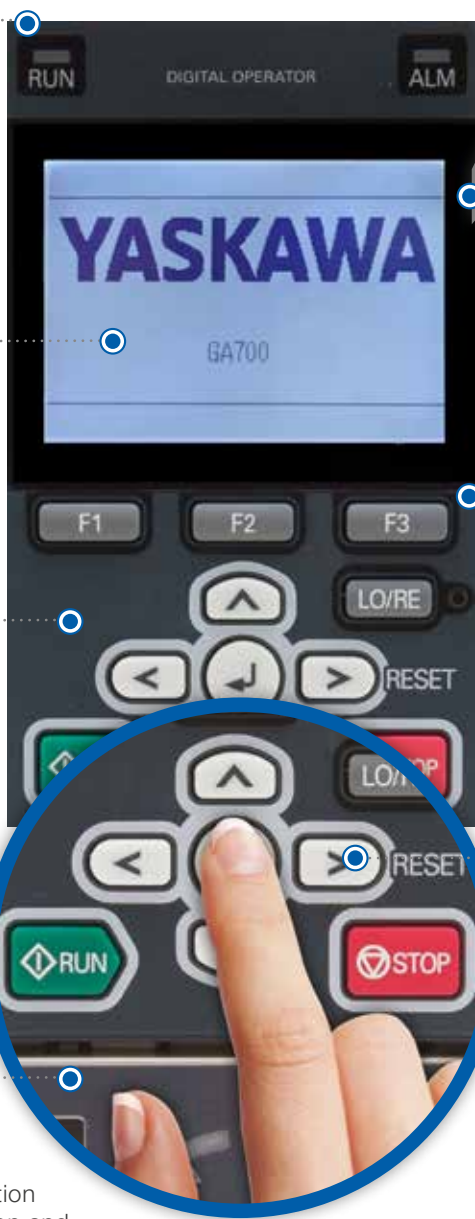 RUN DIGITAL OPERATOR ALM
YASKAWA
GA700
F1 F2 F3
LO/RE
< > RESET
< > RESET
RUN STOP